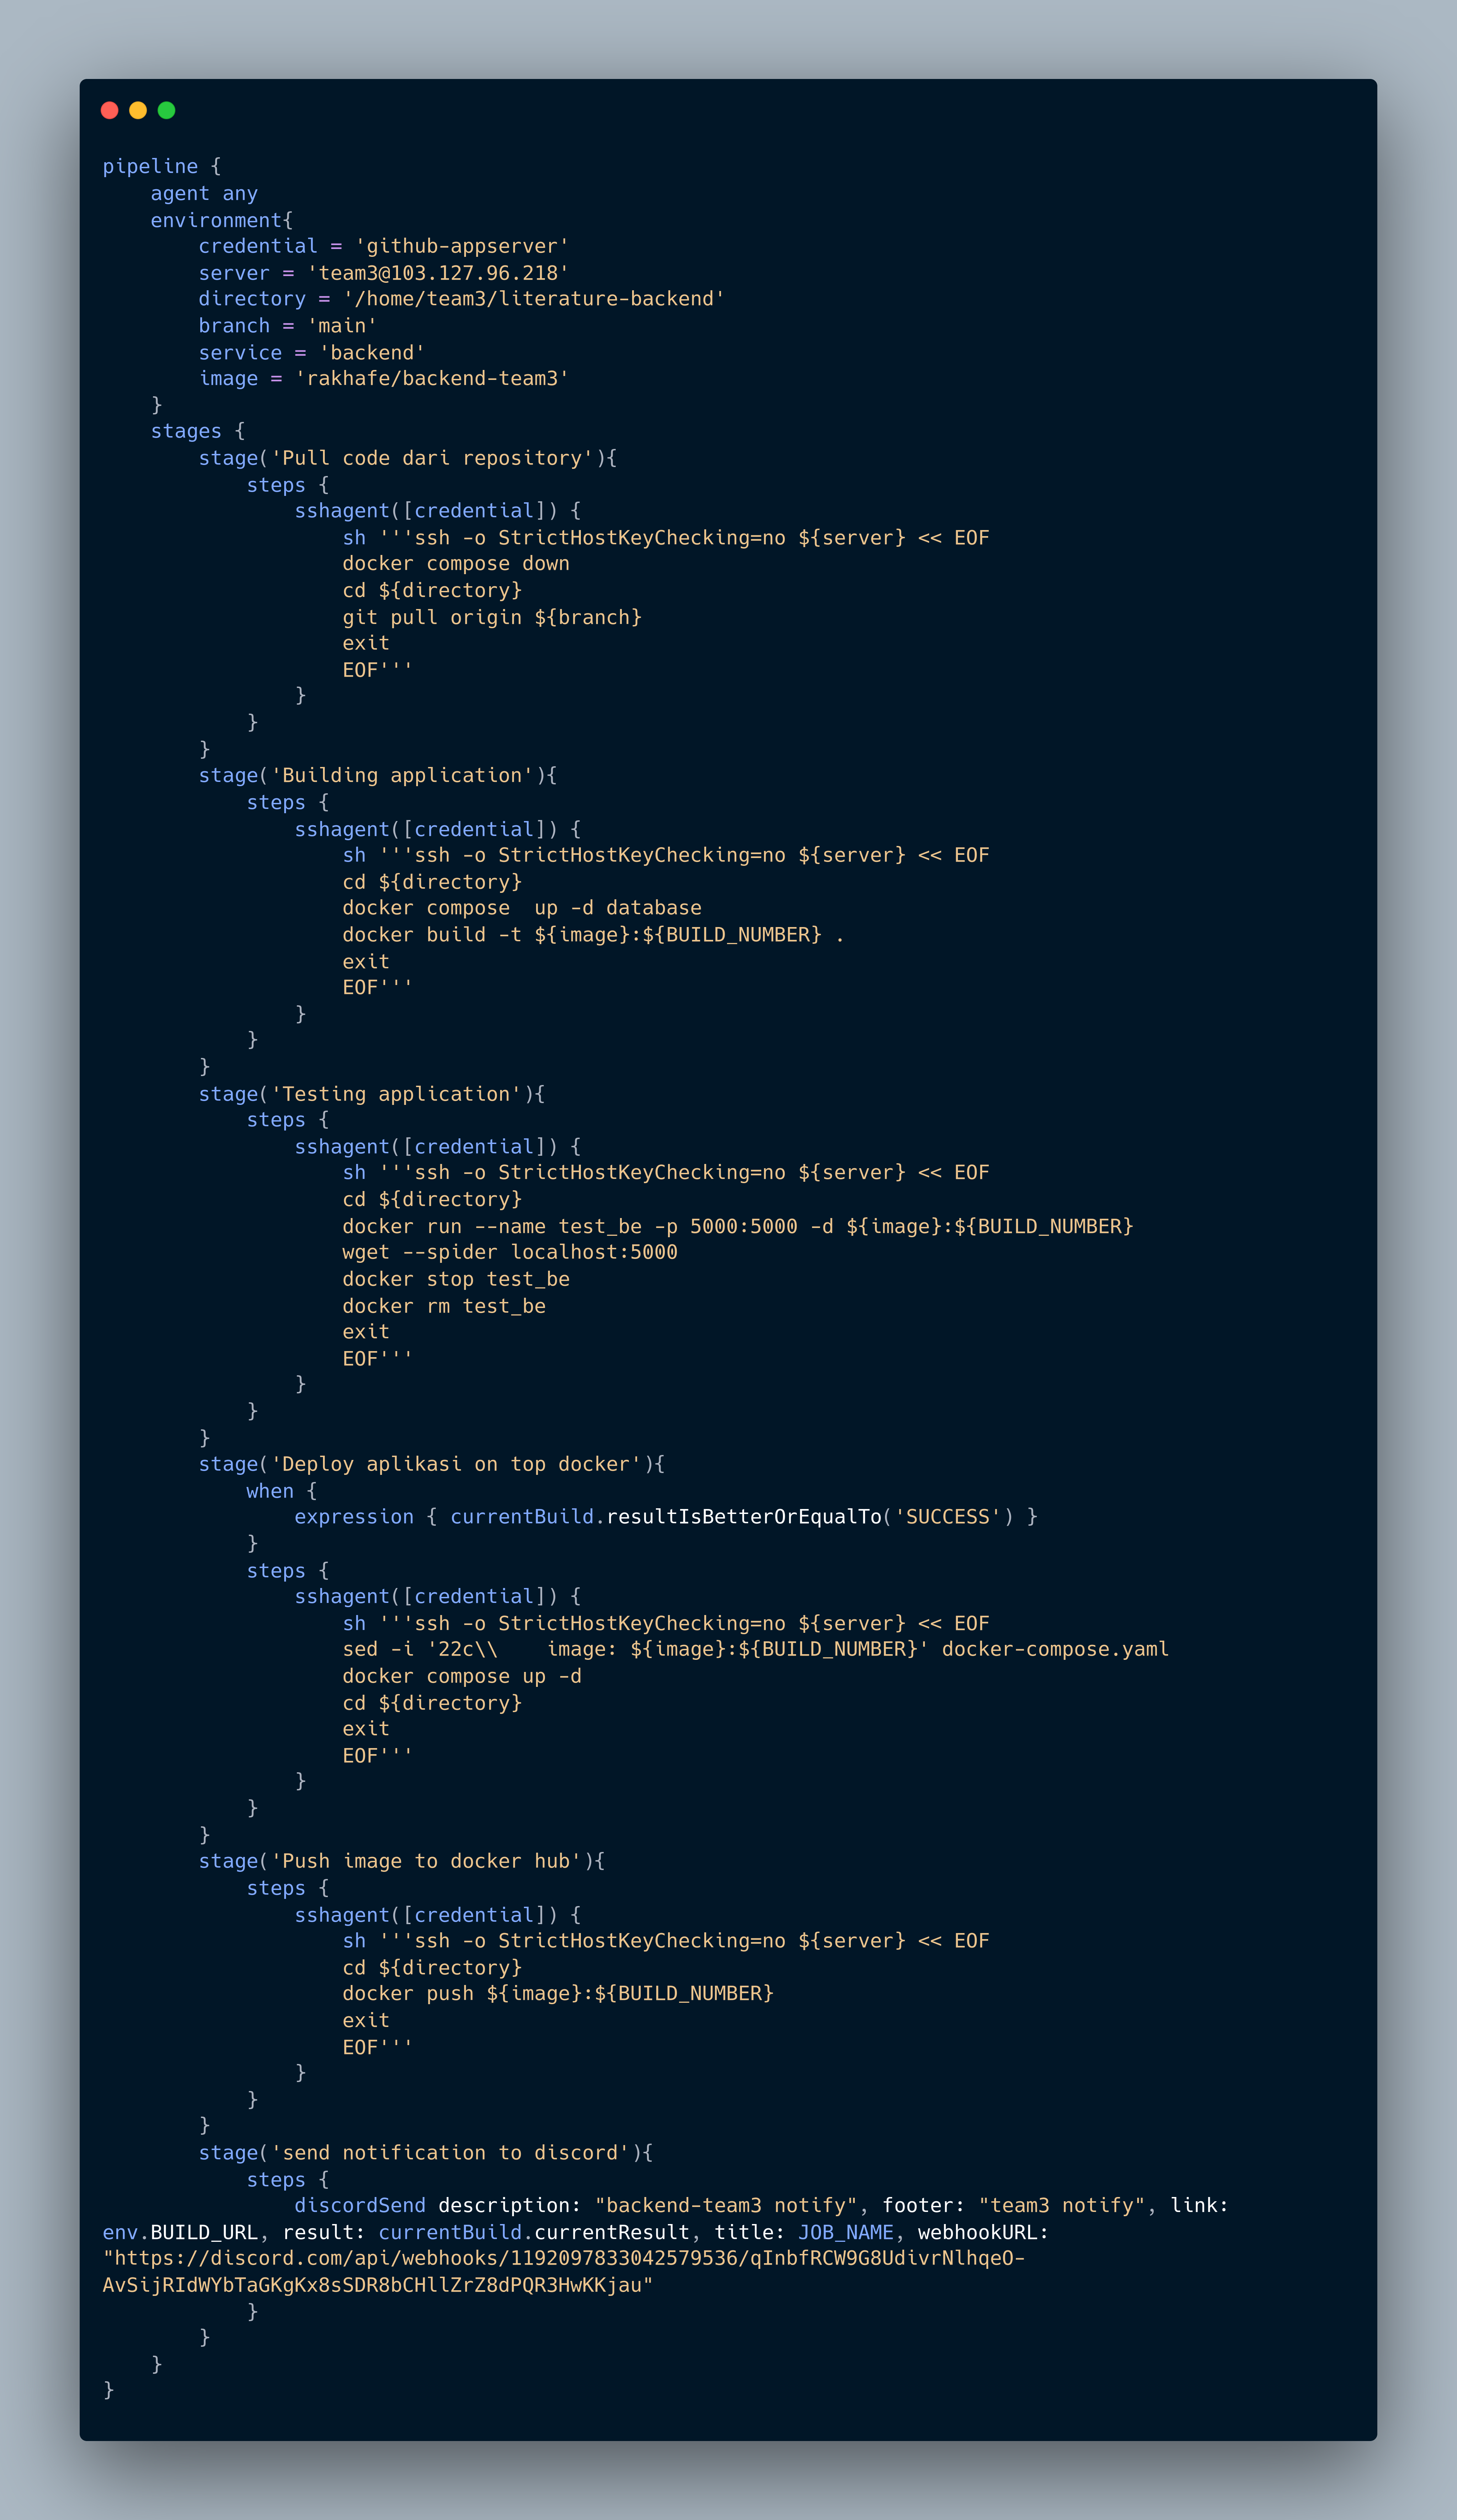 pipeline {
    agent any
    environment{
        credential = 'github-appserver'
        server = 'team3@103.127.96.218'
        directory = '/home/team3/literature-backend'
        branch = 'main'
        service = 'backend'
        image = 'rakhafe/backend-team3'
    }
    stages {
        stage('Pull code dari repository'){
            steps {
                sshagent([credential]) {
                    sh '''ssh -o StrictHostKeyChecking=no ${server} << EOF
                    docker compose down
                    cd ${directory}
                    git pull origin ${branch}
                    exit
                    EOF'''
                }
            }
        }
        stage('Building application'){
            steps {
                sshagent([credential]) {
                    sh '''ssh -o StrictHostKeyChecking=no ${server} << EOF
                    cd ${directory}
                    docker compose  up -d database
                    docker build -t ${image}:${BUILD_NUMBER} .
                    exit
                    EOF'''
                }
            }
        }
        stage('Testing application'){
            steps {
                sshagent([credential]) {
                    sh '''ssh -o StrictHostKeyChecking=no ${server} << EOF
                    cd ${directory}
                    docker run --name test_be -p 5000:5000 -d ${image}:${BUILD_NUMBER}
                    wget --spider localhost:5000
                    docker stop test_be
                    docker rm test_be
                    exit
                    EOF'''
                }
            }
        }
        stage('Deploy aplikasi on top docker'){
            when {
                expression { currentBuild.resultIsBetterOrEqualTo('SUCCESS') }
            }
            steps {
                sshagent([credential]) {
                    sh '''ssh -o StrictHostKeyChecking=no ${server} << EOF
                    sed -i '22c\\    image: ${image}:${BUILD_NUMBER}' docker-compose.yaml
                    docker compose up -d
                    cd ${directory}
                    exit
                    EOF'''
                }
            }
        }
        stage('Push image to docker hub'){
            steps {
                sshagent([credential]) {
                    sh '''ssh -o StrictHostKeyChecking=no ${server} << EOF
                    cd ${directory}
                    docker push ${image}:${BUILD_NUMBER}
                    exit
                    EOF'''
                }
            }
        }
        stage('send notification to discord'){
            steps {
                discordSend description: "backend-team3 notify", footer: "team3 notify", link:
env.BUILD_URL, result: currentBuild.currentResult, title: JOB_NAME, webhookURL:
"https://discord.com/api/webhooks/1192097833042579536/qInbfRCW9G8UdivrNlhqeO-
AvSijRIdWYbTaGKgKx8sSDR8bCHllZrZ8dPQR3HwKKjau"
            }
        }
    }
}